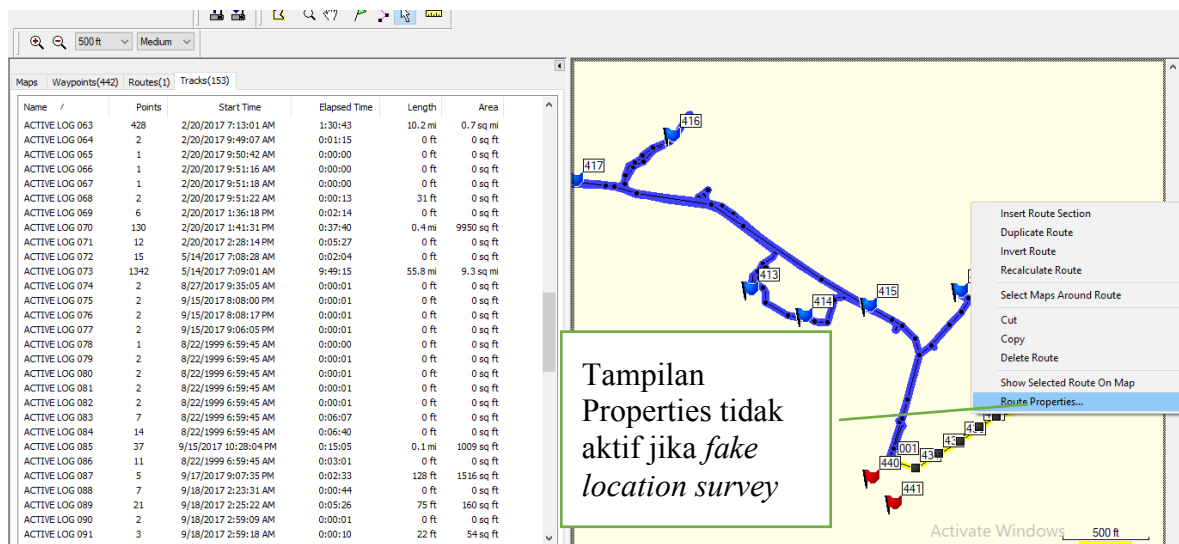 500 ft Medium
Maps Waypoints(442) Routes(1) Tracks(153)
Name / Points Start Time Elapsed Time Length Area
ACTIVE LOG 063 428 2/20/2017 7:13:01 AM 1:30:43 10.2 mi 0.7 sq mi
ACTIVE LOG 064 2 2/20/2017 9:49:07 AM 0:01:15 0 ft 0 sq ft
ACTIVE LOG 065 1 2/20/2017 9:50:42 AM 0:00:00 0 ft 0 sq ft
ACTIVE LOG 066 1 2/20/2017 9:51:16 AM 0:00:00 0 ft 0 sq ft
ACTIVE LOG 067 1 2/20/2017 9:51:18 AM 0:00:00 0 ft 0 sq ft
ACTIVE LOG 068 2 2/20/2017 9:51:22 AM 0:00:13 31 ft 0 sq ft
ACTIVE LOG 069 6 2/20/2017 1:36:18 PM 0:02:14 0 ft 0 sq ft
ACTIVE LOG 070 130 2/20/2017 1:41:31 PM 0:37:40 0.4 mi 9950 sq ft
ACTIVE LOG 071 12 2/20/2017 2:28:14 PM 0:05:27 0 ft 0 sq ft
ACTIVE LOG 072 15 5/14/2017 7:08:28 AM 0:02:04 0 ft 0 sq ft
ACTIVE LOG 073 1342 5/14/2017 7:09:01 AM 9:49:15 55.8 mi 9.3 sq mi
ACTIVE LOG 074 2 8/27/2017 9:35:05 AM 0:00:01 0 ft 0 sq ft
ACTIVE LOG 075 2 9/15/2017 8:08:00 PM 0:00:01 0 ft 0 sq ft
ACTIVE LOG 076 2 9/15/2017 8:08:17 PM 0:00:01 0 ft 0 sq ft
ACTIVE LOG 077 2 9/15/2017 9:06:05 PM 0:00:01 0 ft 0 sq ft
ACTIVE LOG 078 1 8/22/1999 6:59:45 AM 0:00:00 0 ft 0 sq ft
ACTIVE LOG 079 2 8/22/1999 6:59:45 AM 0:00:01 0 ft 0 sq ft
ACTIVE LOG 080 2 8/22/1999 6:59:45 AM 0:00:01 0 ft 0 sq ft
ACTIVE LOG 081 2 8/22/1999 6:59:45 AM 0:00:01 0 ft 0 sq ft
ACTIVE LOG 082 2 8/22/1999 6:59:45 AM 0:00:01 0 ft 0 sq ft
ACTIVE LOG 083 7 8/22/1999 6:59:45 AM 0:06:07 0 ft 0 sq ft
ACTIVE LOG 084 14 8/22/1999 6:59:45 AM 0:06:40 0 ft 0 sq ft
ACTIVE LOG 085 37 9/15/2017 10:28:04 PM 0:15:05 0.1 mi 1009 sq ft
ACTIVE LOG 086 11 8/22/1999 6:59:45 AM 0:03:01 0 ft 0 sq ft
ACTIVE LOG 087 5 9/17/2017 9:07:35 PM 0:02:33 128 ft 1516 sq ft
ACTIVE LOG 088 7 9/18/2017 2:23:31 AM 0:00:44 0 ft 0 sq ft
ACTIVE LOG 089 21 9/18/2017 2:25:22 AM 0:05:26 75 ft 160 sq ft
ACTIVE LOG 090 2 9/18/2017 2:59:09 AM 0:00:01 0 ft 0 sq ft
ACTIVE LOG 091 3 9/18/2017 2:59:18 AM 0:00:10 22 ft 54 sq ft
416
417
413
414
415
001
440
441
Insert Route Section
Duplicate Route
Invert Route
Recalculate Route
Select Maps Around Route
Cut
Copy
Delete Route
Show Selected Route On Map
Route Properties...
Tampilan
Properties tidak
aktif jika fake
location survey
Activate Windows
500 ft